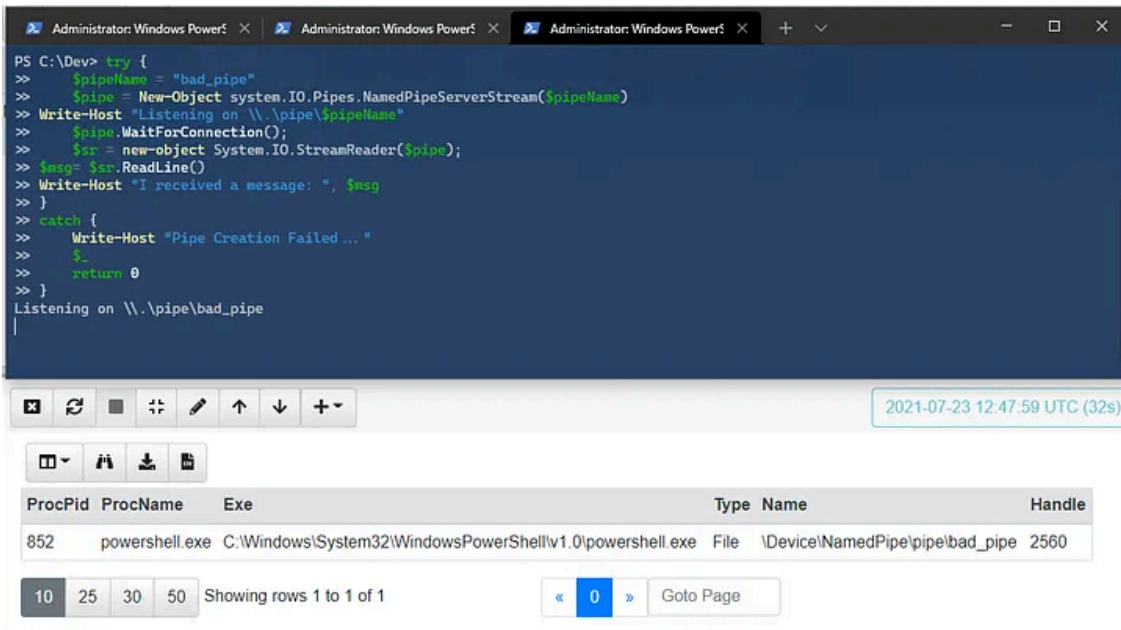 Administrator: Windows PowerS Administrator: Windows PowerS Administrator: Windows PowerS
PS C:\Dev> try {
>>     $pipeName = "bad_pipe"
>>     $pipe = New-Object system.IO.Pipes.NamedPipeServerStream($pipeName)
>> Write-Host "Listening on \\.\pipe\$pipeName"
>>     $pipe.WaitForConnection();
>>     $sr = new-object System.IO.StreamReader($pipe);
>> $msg= $sr.ReadLine()
>> Write-Host "I received a message: ", $msg
>> }
>> catch {
>>     Write-Host "Pipe Creation Failed..."
>>     $_
>>     return 0
>> }
Listening on \\.\pipe\bad_pipe
2021-07-23 12:47:59 UTC (32s)
ProcPid ProcName Exe Type Name Handle
852 powershell.exe C:\Windows\System32\WindowsPowerShell\v1.0\powershell.exe File \Device\NamedPipe\pipe\bad_pipe 2560
10 25 30 50 Showing rows 1 to 1 of 1 « 0 » Goto Page